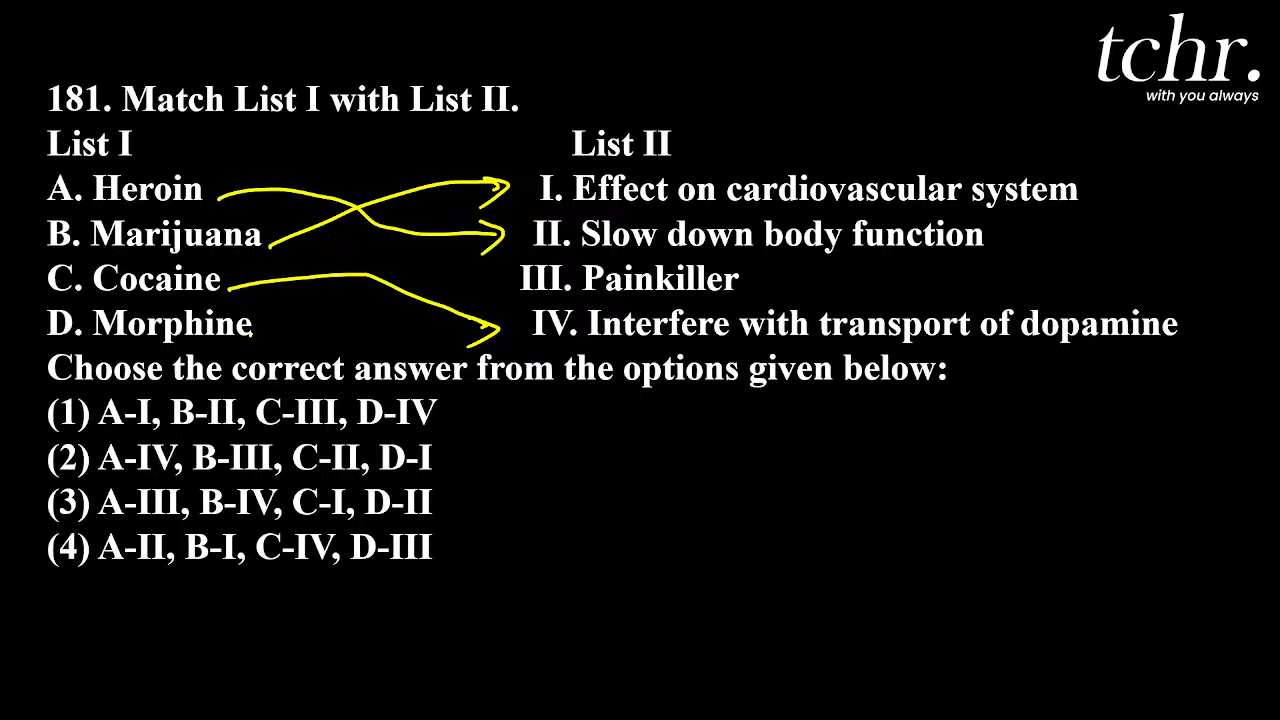 tchr.
with you always
181. Match List I with List II.
List I List II
A. Heroin I. Effect on cardiovascular system
B. Marijuana II. Slow down body function
C. Cocaine III. Painkiller
D. Morphine IV. Interfere with transport of dopamine
Choose the correct answer from the options given below:
(1) A-I, B-II, C-III, D-IV
(2) A-IV, B-III, C-II, D-I
(3) A-III, B-IV, C-I, D-II
(4) A-II, B-I, C-IV, D-III